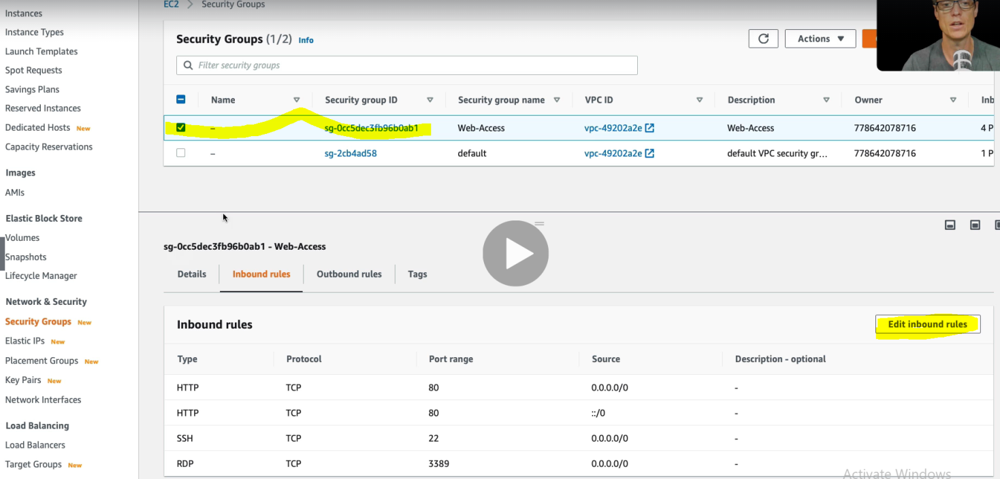 Instances
Instance Types
Launch Templates
Spot Requests
Savings Plans
Reserved Instances
Dedicated Hosts New
Capacity Reservations
Images
AMIs
Elastic Block Store
Volumes
Snapshots
Lifecycle Manager
Network & Security
Security Groups New
Elastic IPs New
Placement Groups New
Key Pairs New
Network Interfaces
Load Balancing
Load Balancers
Target Groups New
EC2 > Security Groups
Security Groups (1/2) Info
Actions
Filter security groups
Name Security group ID Security group name VPC ID Description Owner Inb
– sg-0cc5dec3fb96b0ab1 Web-Access vpc-49202a2e Web-Access 778642078716 4 P
– sg-2cb4ad58 default vpc-49202a2e default VPC security gr... 778642078716 1 P
sg-0cc5dec3fb96b0ab1 - Web-Access
Details Inbound rules Outbound rules Tags
Inbound rules Edit inbound rules
Type Protocol Port range Source Description - optional
HTTP TCP 80 0.0.0.0/0 -
HTTP TCP 80 ::/0 -
SSH TCP 22 0.0.0.0/0 -
RDP TCP 3389 0.0.0.0/0 -
Activate Windows